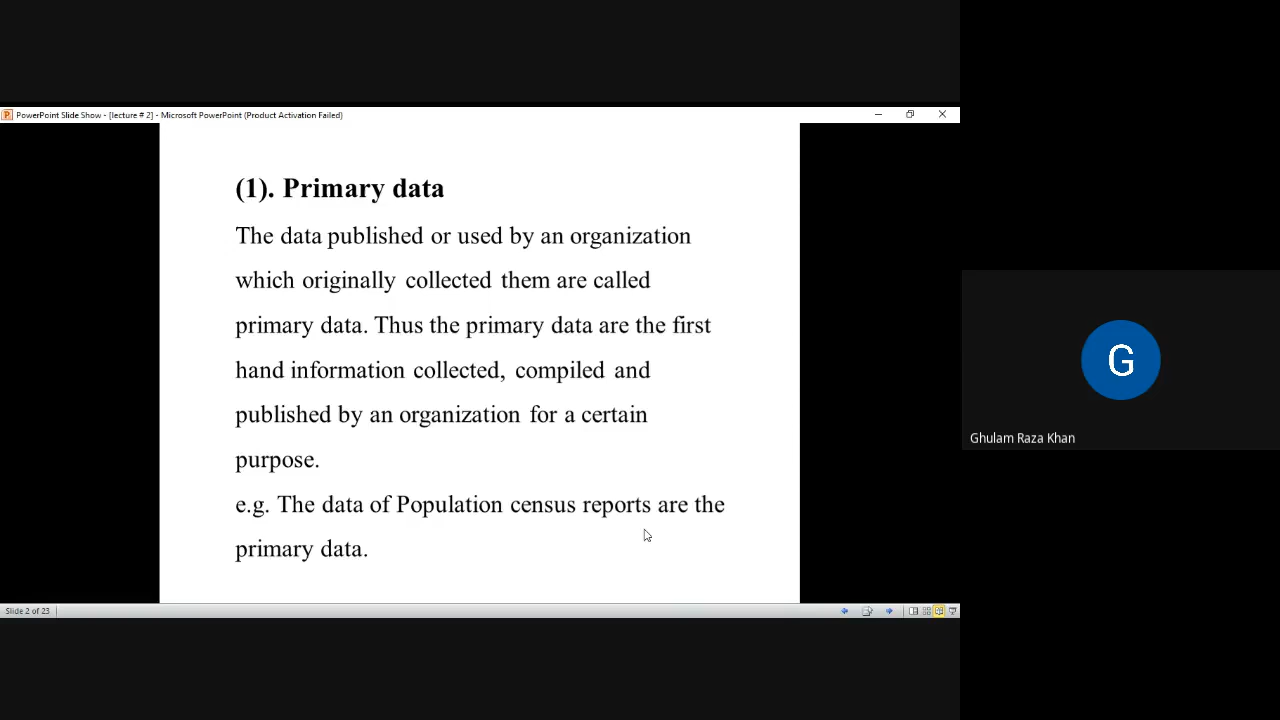 PowerPoint Slide Show - [lecture # 2] - Microsoft PowerPoint (Product Activation Failed)
(1). Primary data
The data published or used by an organization
which originally collected them are called
primary data. Thus the primary data are the first
hand information collected, compiled and
published by an organization for a certain
purpose.
e.g. The data of Population census reports are the
primary data.
Slide 2 of 23
G
Ghulam Raza Khan